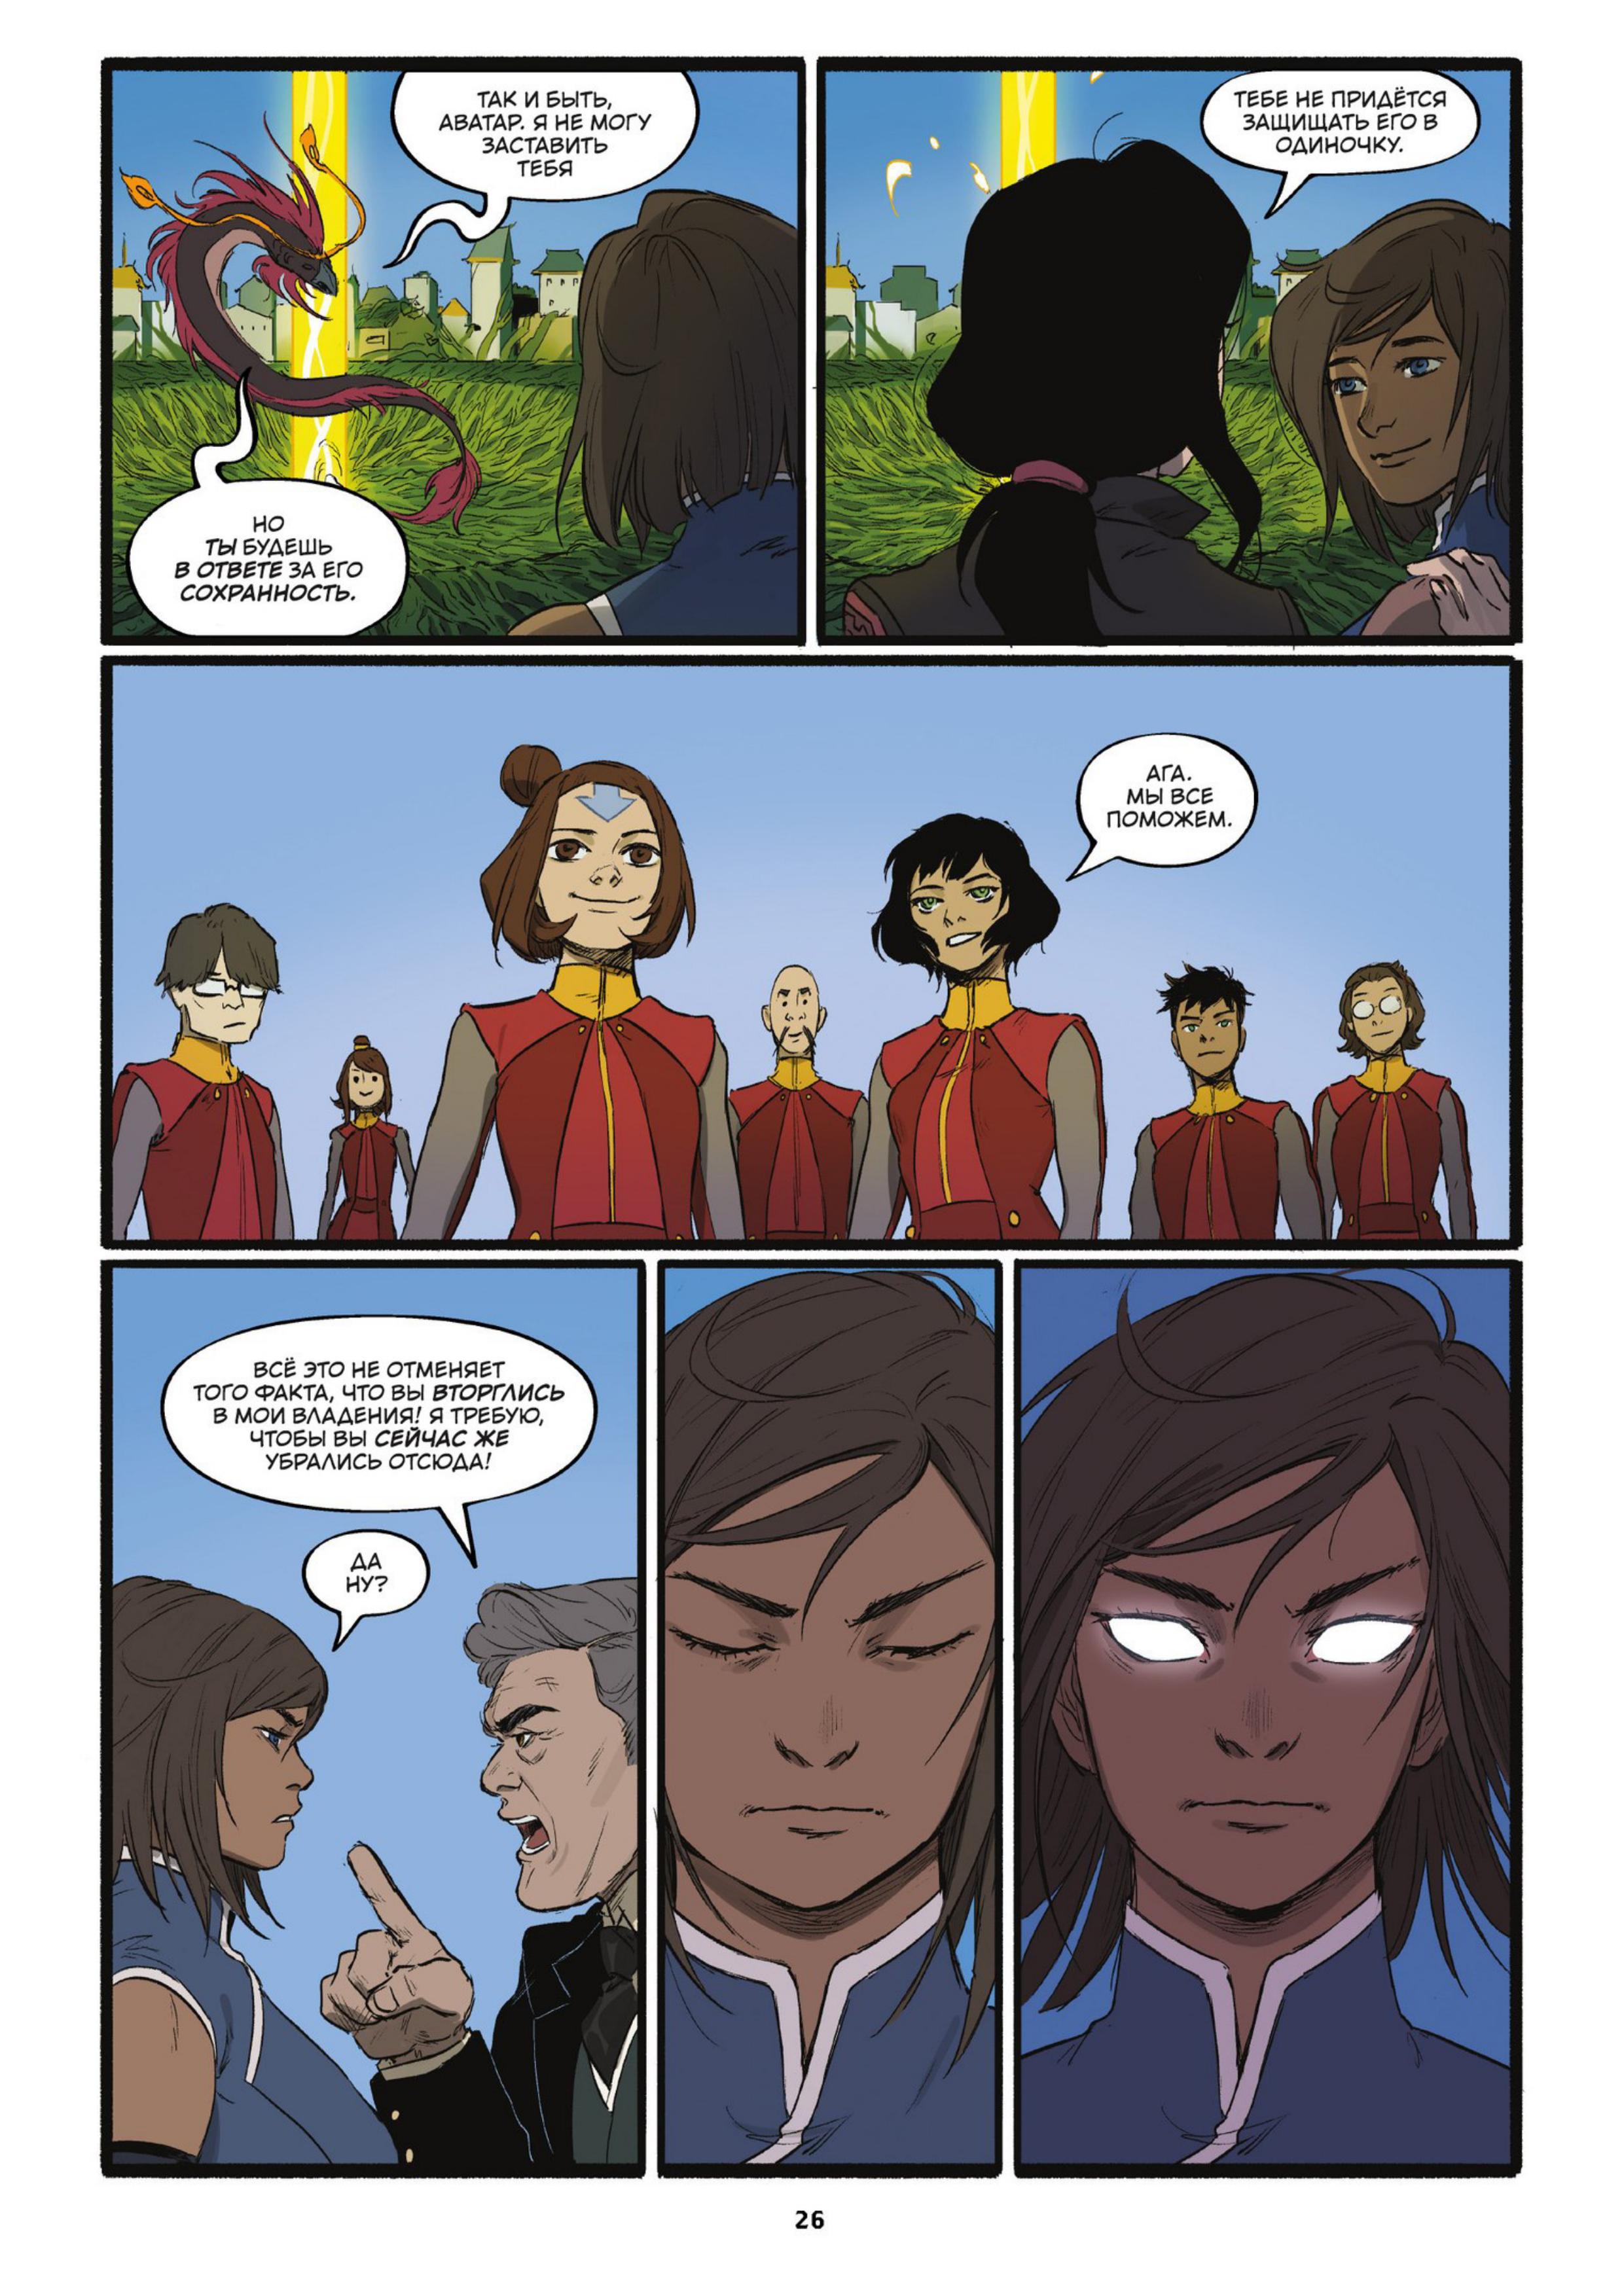 ТАК И БЫТЬ,
АВАТАР. Я НЕ МОГУ
ЗАСТАВИТЬ
ТЕБЯ
НО
ТЫ БУДЕШЬ
В ОТВЕТЕ ЗА ЕГО
СОХРАННОСТЬ.
ТЕБЕ НЕ ПРИДЁТСЯ
ЗАЩИЩАТЬ ЕГО В
ОДИНОЧКУ.
АГА.
МЫ ВСЕ
ПОМОЖЕМ.
ВСЁ ЭТО НЕ ОТМЕНЯЕТ
ТОГО ФАКТА, ЧТО ВЫ ВТОРГЛИСЬ
В МОИ ВЛАДЕНИЯ! Я ТРЕБУЮ,
ЧТОБЫ ВЫ СЕЙЧАС ЖЕ
УБРАЛИСЬ ОТСЮДА!
ДА
НУ?
26